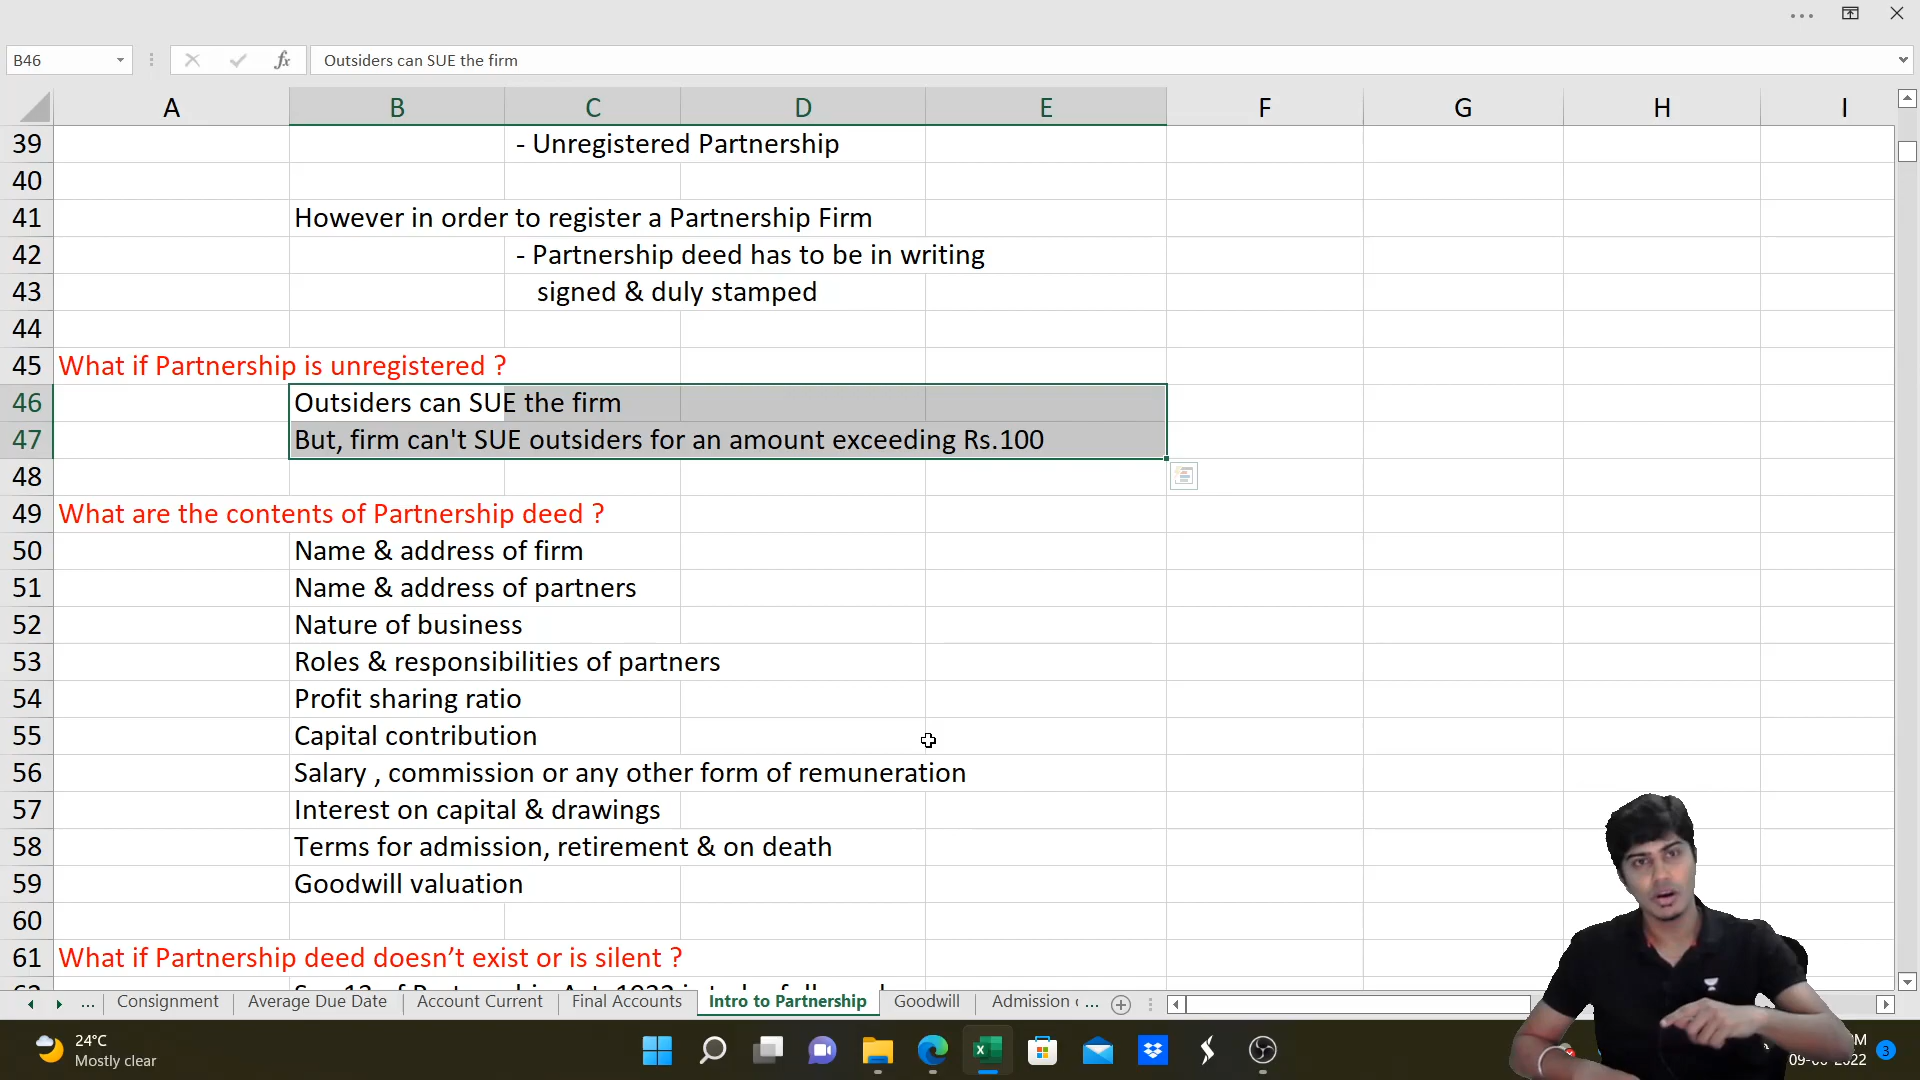 B46
fx
Outsiders can SUE the firm
A B C D E F G H I
39 - Unregistered Partnership
40
41 However in order to register a Partnership Firm
42 - Partnership deed has to be in writing
43 signed & duly stamped
44
45 What if Partnership is unregistered ?
46 Outsiders can SUE the firm
47 But, firm can't SUE outsiders for an amount exceeding Rs.100
48
49 What are the contents of Partnership deed ?
50 Name & address of firm
51 Name & address of partners
52 Nature of business
53 Roles & responsibilities of partners
54 Profit sharing ratio
55 Capital contribution
56 Salary , commission or any other form of remuneration
57 Interest on capital & drawings
58 Terms for admission, retirement & on death
59 Goodwill valuation
60
61 What if Partnership deed doesn’t exist or is silent ?
... Consignment Average Due Date Account Current Final Accounts Intro to Partnership Goodwill Admission ...
24°C
Mostly clear
3